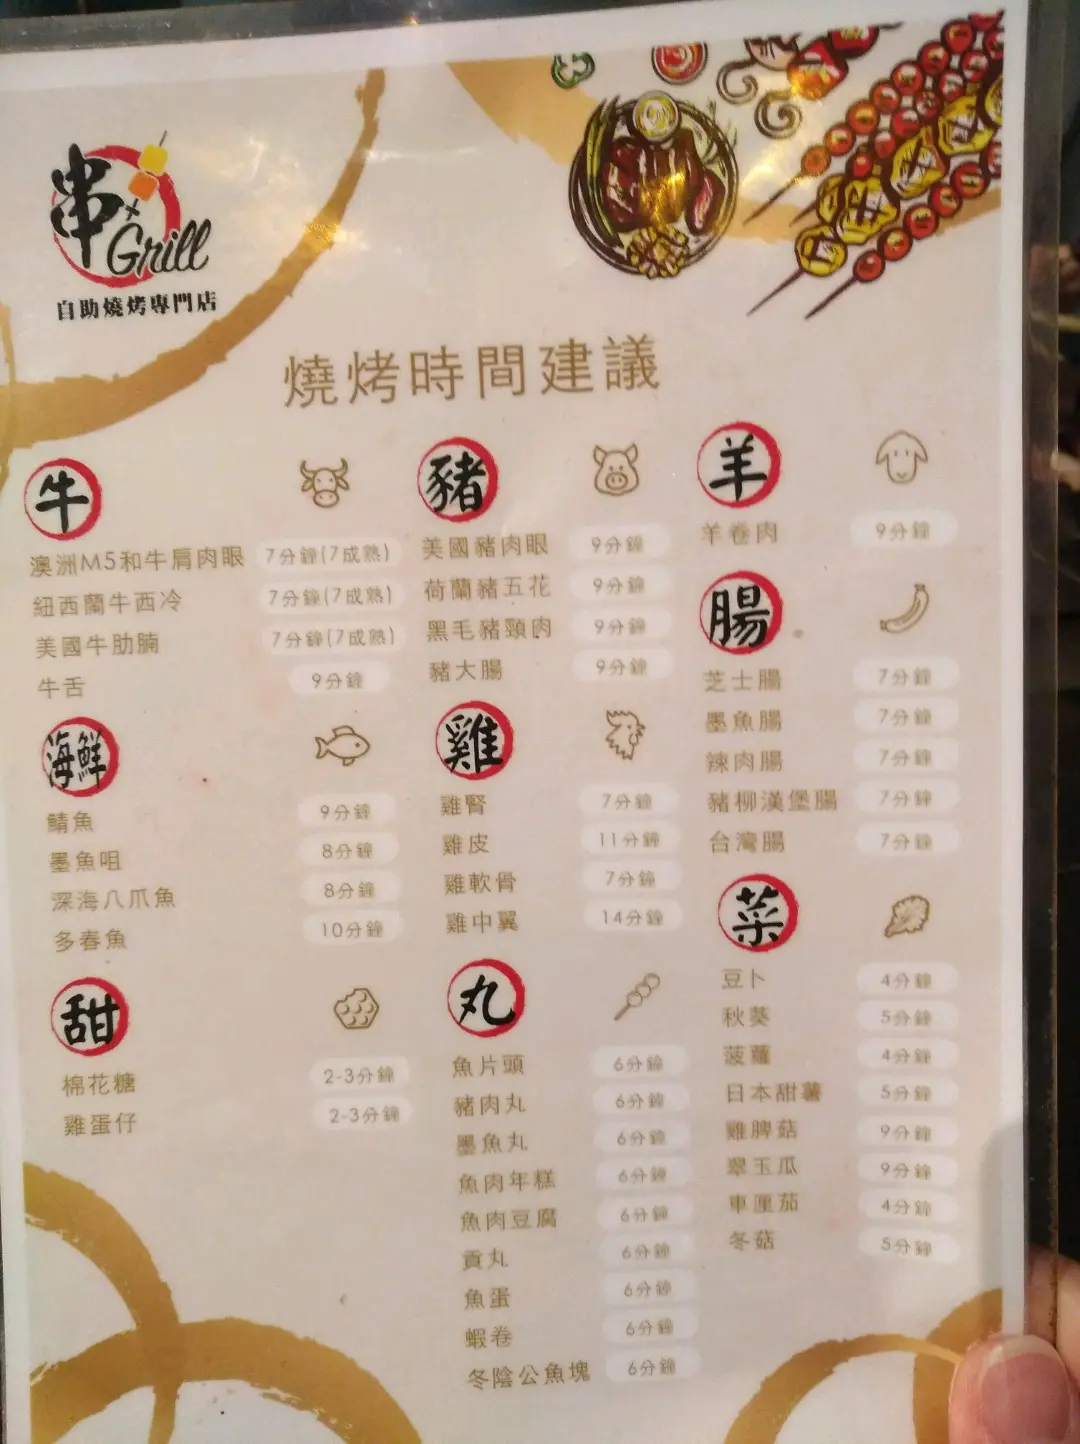 串
Grill
自助燒烤專門店
燒烤時間建議
牛
澳洲M5和牛肩肉眼 7分鐘(7成熟)
紐西蘭牛西冷 7分鐘(7成熟)
美國牛肋腩 7分鐘(7成熟)
牛舌 9分鐘
海鮮
鯖魚 9分鐘
墨魚咀 8分鐘
深海八爪魚 8分鐘
多春魚 10分鐘
甜
棉花糖 2-3分鐘
雞蛋仔 2-3分鐘
豬
美國豬肉眼 9分鐘
荷蘭豬五花 9分鐘
黑毛豬頸肉 9分鐘
豬大腸 9分鐘
雞
雞腎 7分鐘
雞皮 11分鐘
雞軟骨 7分鐘
雞中翼 14分鐘
丸
魚片頭 6分鐘
豬肉丸 6分鐘
墨魚丸 6分鐘
魚肉年糕 6分鐘
魚肉豆腐 6分鐘
貢丸 6分鐘
魚蛋 6分鐘
蝦卷 6分鐘
冬陰公魚塊 6分鐘
羊
羊卷肉 9分鐘
腸
芝士腸 7分鐘
墨魚腸 7分鐘
辣肉腸 7分鐘
豬柳漢堡腸 7分鐘
台灣腸 7分鐘
菜
豆卜 4分鐘
秋葵 5分鐘
菠蘿 4分鐘
日本甜薯 5分鐘
雞脾菇 9分鐘
翠玉瓜 9分鐘
車厘茄 4分鐘
冬菇 5分鐘